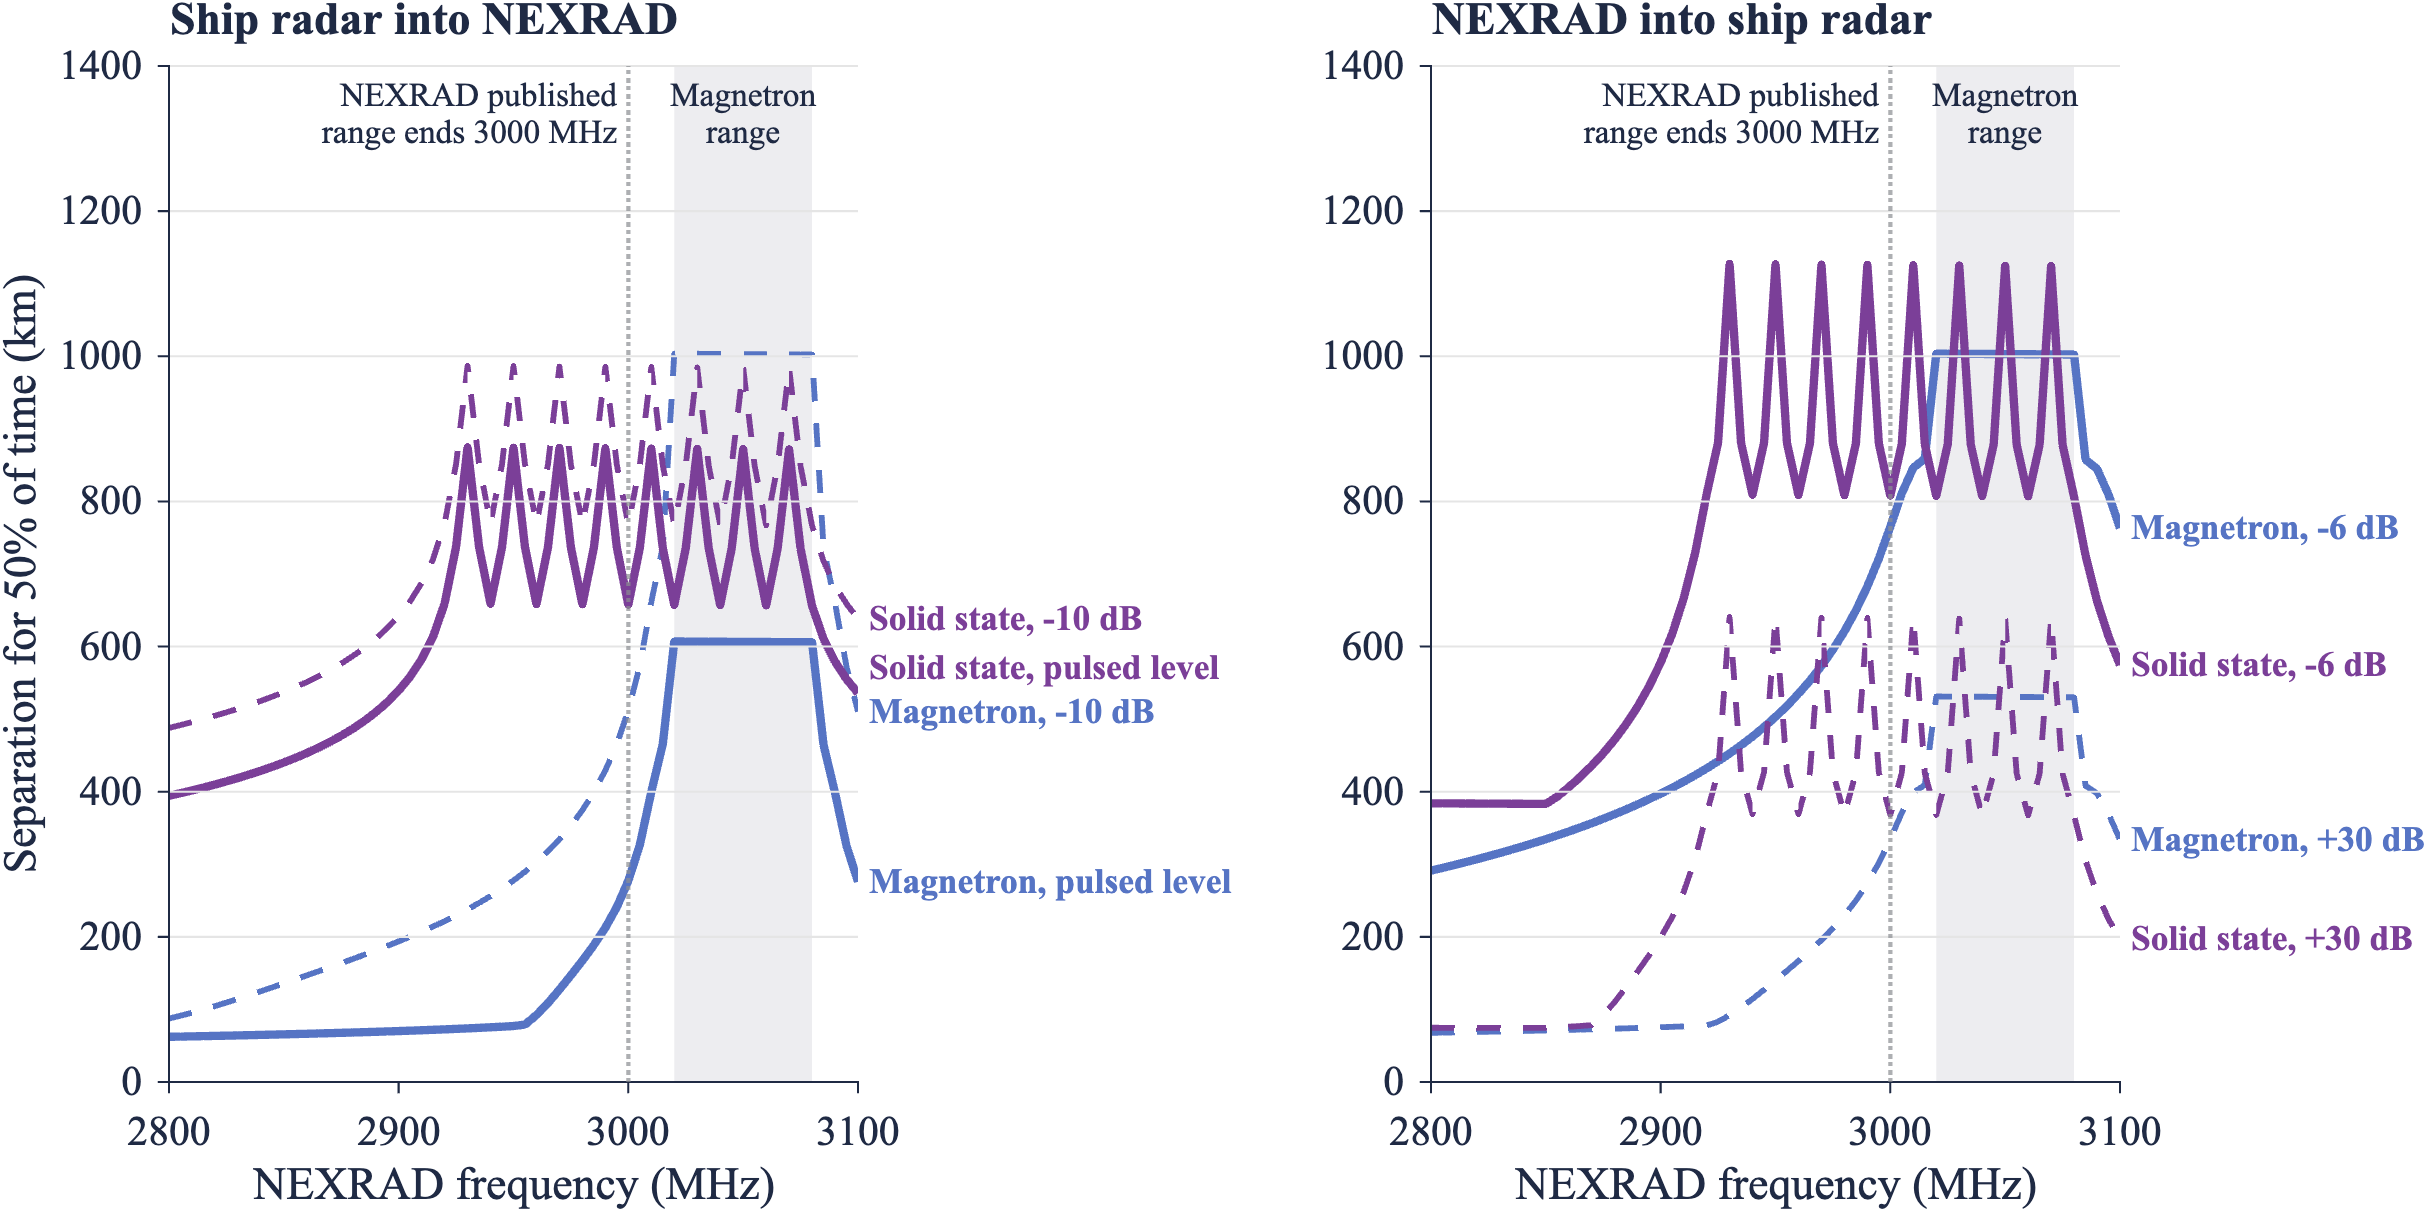 Ship radar into NEXRAD
Separation for 50% of time (km)
1400
1200
1000
800
600
400
200
0
NEXRAD published
range ends 3000 MHz
Magnetron
range
Solid state, -10 dB
Solid state, pulsed level
Magnetron, -10 dB
Magnetron, pulsed level
2800
2900
3000
3100
NEXRAD frequency (MHz)
NEXRAD into ship radar
1400
1200
1000
800
600
400
200
0
NEXRAD published
range ends 3000 MHz
Magnetron
range
Magnetron, -6 dB
Solid state, -6 dB
Magnetron, +30 dB
Solid state, +30 dB
2800
2900
3000
3100
NEXRAD frequency (MHz)